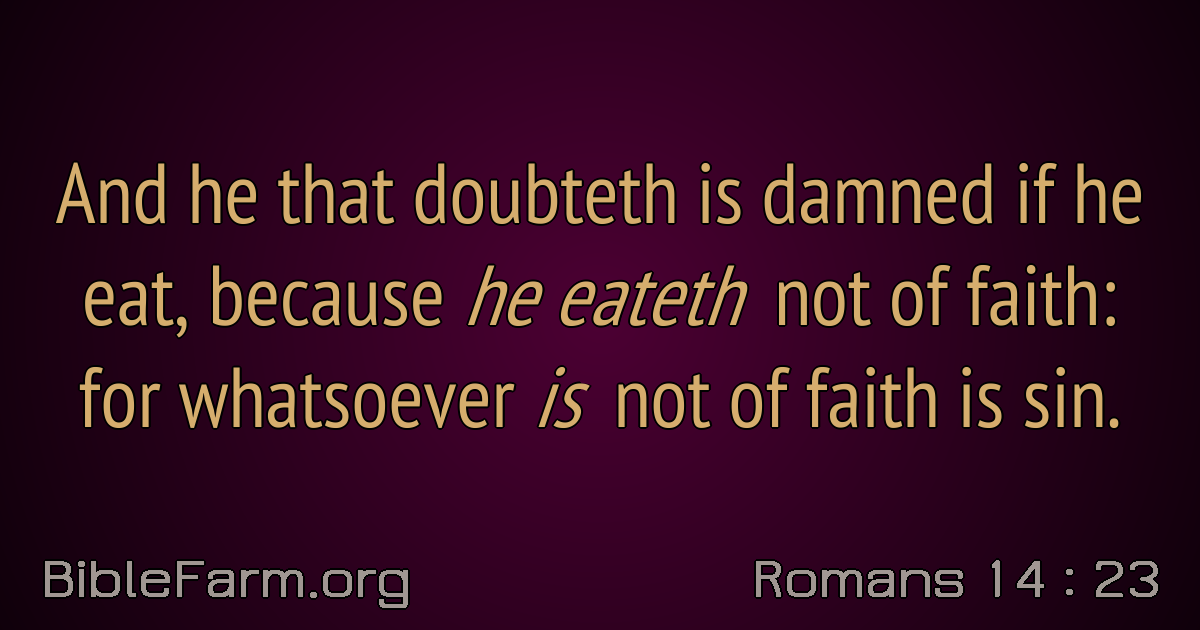 And he that doubteth is damned if he
eat, because he eateth not of faith:
for whatsoever is not of faith is sin.
BibleFarm.org
Romans 14 : 23